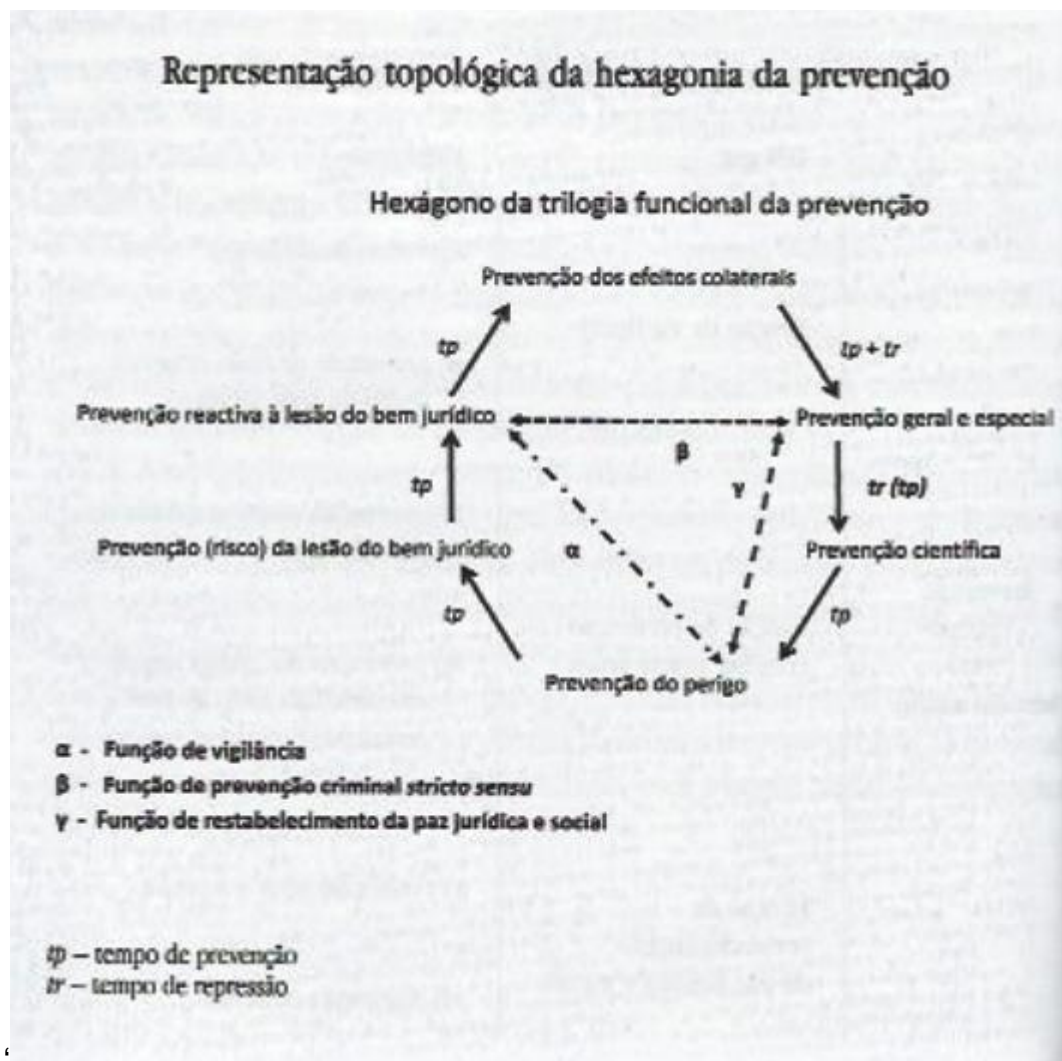 Representação topológica da hexagonia da prevenção
Hexágono da trilogia funcional da prevenção
Prevenção dos efeitos colaterais
tp
tp + tr
Prevenção reactiva à lesão do bem jurídico
Prevenção geral e especial
β
tp
γ
tr (tp)
Prevenção (risco) da lesão do bem jurídico
α
Prevenção científica
tp
tp
Prevenção do perigo
α - Função de vigilância
β - Função de prevenção criminal stricto sensu
γ - Função de restabelecimento da paz jurídica e social
tp – tempo de prevenção
tr – tempo de repressão